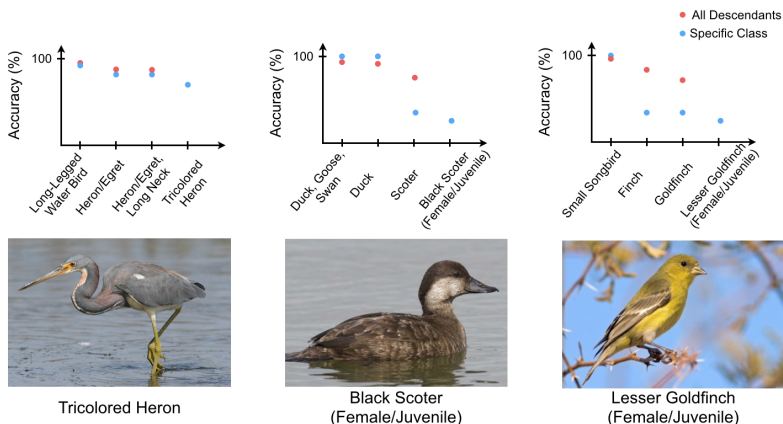 All Descendants
Specific Class
Accuracy (%)
100
Long-Legged
Water Bird
Heron/Egret
Heron/Egret,
Long Neck
Tricolored
Heron
Accuracy (%)
100
Duck, Goose,
Swan
Duck
Scoter
Black Scoter
(Female/Juvenile)
Accuracy (%)
100
Small Songbird
Finch
Goldfinch
Lesser Goldfinch
(Female/Juvenile)
Tricolored Heron
Black Scoter
(Female/Juvenile)
Lesser Goldfinch
(Female/Juvenile)